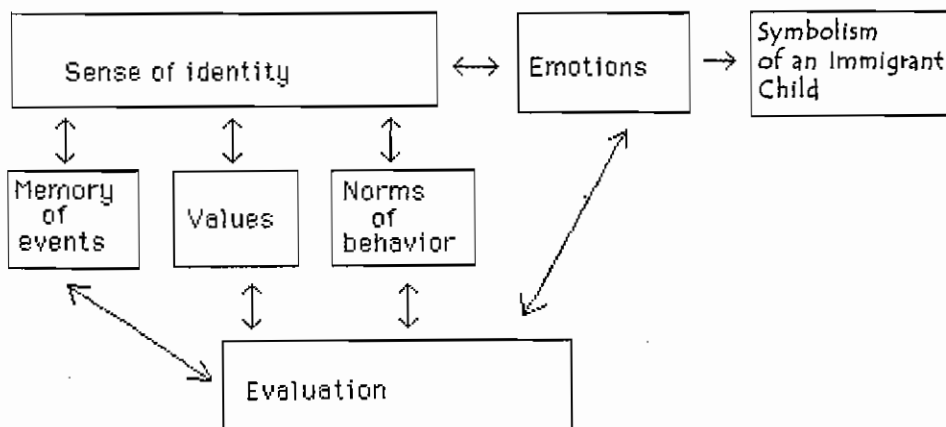 Sense of identity
Emotions
Symbolism
of an Immigrant
Child
Memory
of
events
Values
Norms
of
behavior
Evaluation